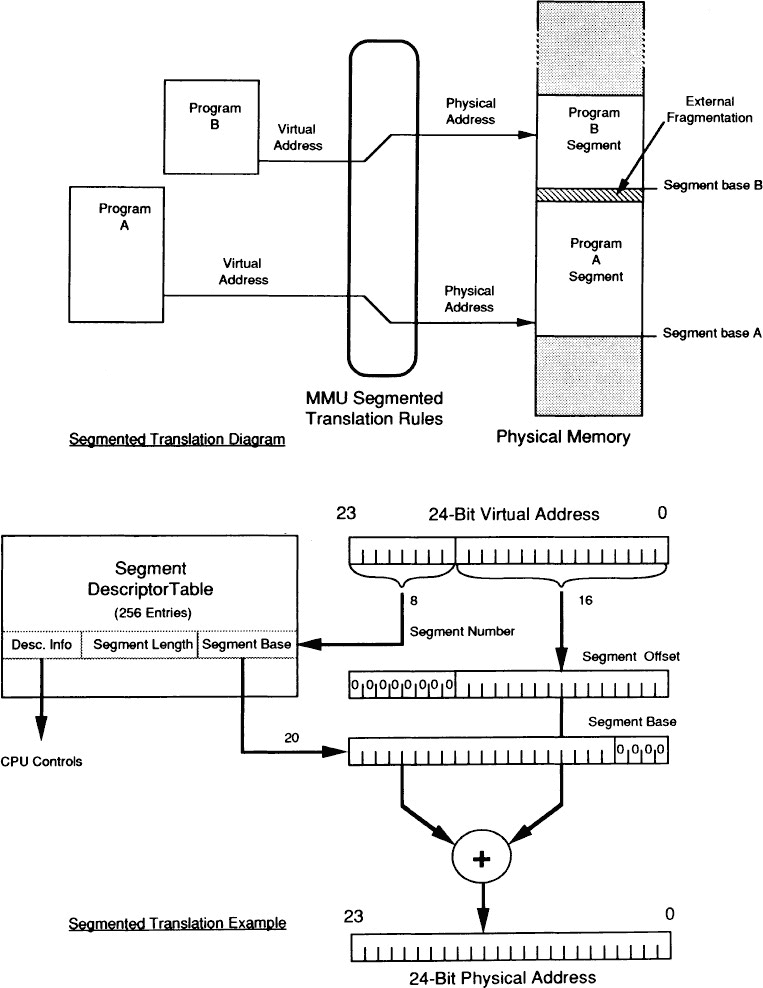 Program
B
Virtual
Address
Physical
Address
Program
B
Segment
External
Fragmentation
Segment base B
Program
A
Virtual
Address
Physical
Address
Program
A
Segment
Segment base A
MMU Segmented
Translation Rules
Physical Memory
Segmented Translation Diagram
23 24-Bit Virtual Address 0
Segment
DescriptorTable
(256 Entries)
Desc. Info Segment Length Segment Base
CPU Controls
8
16
Segment Number
Segment Offset
0 0 0 0 0 0 0 0
Segment Base
20
0 0 0 0
+
Segmented Translation Example
23 0
24-Bit Physical Address